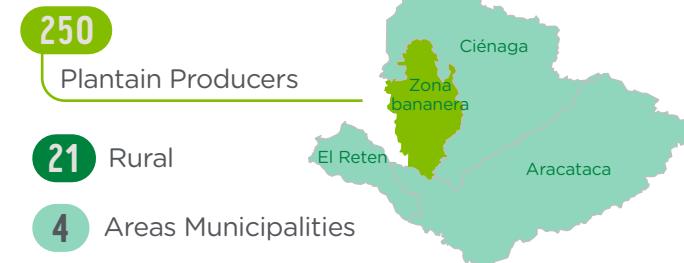 250
Plantain Producers
21 Rural
4 Areas Municipalities
Ciénaga
Zona
bananera
El Reten
Aracataca